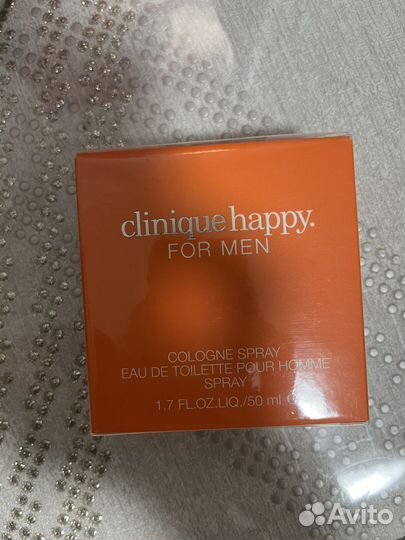 clinique happy.
FOR MEN
COLOGNE SPRAY
EAU DE TOILETTE POUR HOMME
SPRAY
1.7 FL.OZ.LIQ./50 ml
Avito